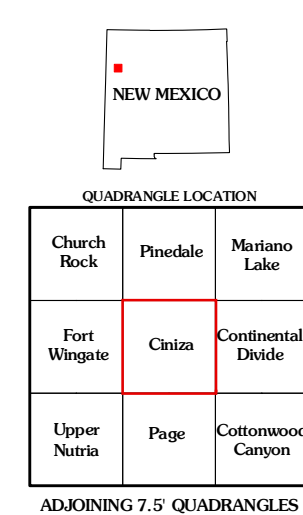 NEW MEXICO
QUADRANGLE LOCATION
Church
Rock
Pinedale
Mariano
Lake
Fort
Wingate
Ciniza
Continental
Divide
Upper
Nutria
Page
Cottonwood
Canyon
ADJOINING 7.5' QUADRANGLES